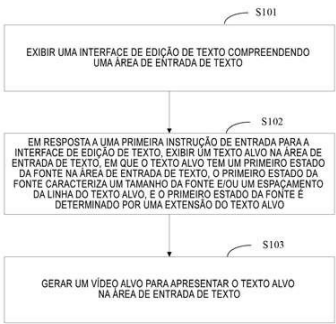 S101
EXIBIR UMA INTERFACE DE EDIÇÃO DE TEXTO COMPREENDENDO
UMA ÁREA DE ENTRADA DE TEXTO
S102
EM RESPOSTA A UMA PRIMEIRA INSTRUÇÃO DE ENTRADA PARA A
INTERFACE DE EDIÇÃO DE TEXTO, EXIBIR UM TEXTO ALVO NA ÁREA DE
ENTRADA DE TEXTO, EM QUE O TEXTO ALVO TEM UM PRIMEIRO ESTADO
DA FONTE NA ÁREA DE ENTRADA DE TEXTO, O PRIMEIRO ESTADO DA
FONTE CARACTERIZA UM TAMANHO DA FONTE E/OU UM ESPAÇAMENTO
DA LINHA DO TEXTO ALVO, E O PRIMEIRO ESTADO DA FONTE É
DETERMINADO POR UMA EXTENSÃO DO TEXTO ALVO
S103
GERAR UM VÍDEO ALVO PARA APRESENTAR O TEXTO ALVO
NA ÁREA DE ENTRADA DE TEXTO